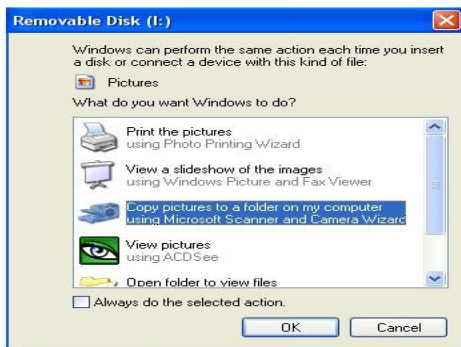 Removable Disk (I:)
Windows can perform the same action each time you insert
a disk or connect a device with this kind of file:
Pictures
What do you want Windows to do?
Print the pictures
using Photo Printing Wizard
View a slideshow of the images
using Windows Picture and Fax Viewer
Copy pictures to a folder on my computer
using Microsoft Scanner and Camera Wizard
View pictures
using ACDSee
Open folder to view files
Always do the selected action.
OK Cancel